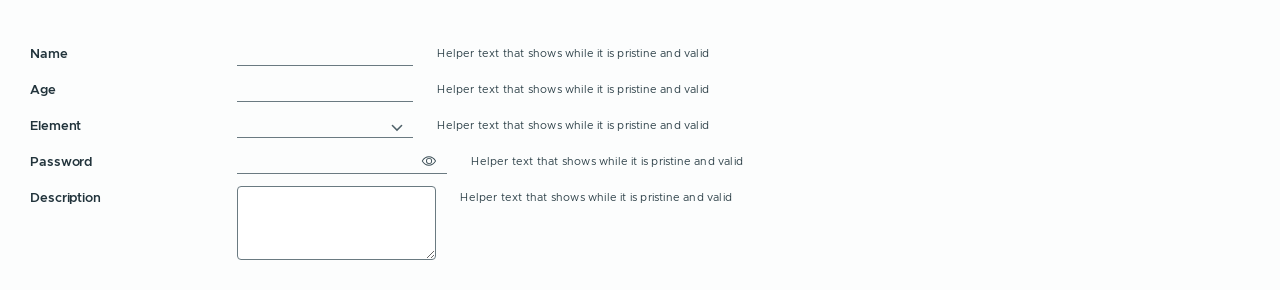 Name Helper text that shows while it is pristine and valid
Age Helper text that shows while it is pristine and valid
Element Helper text that shows while it is pristine and valid
Password Helper text that shows while it is pristine and valid
Description Helper text that shows while it is pristine and valid